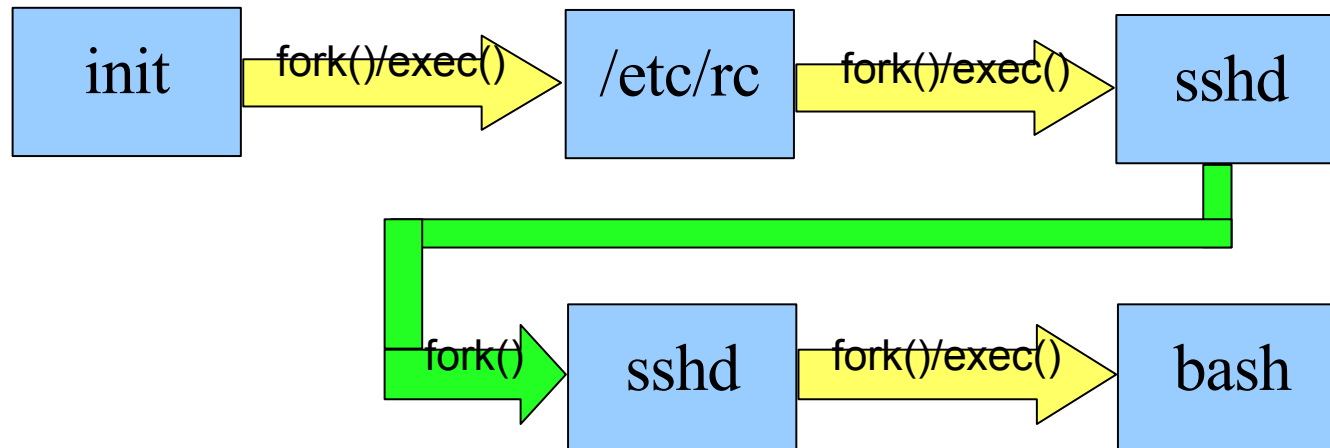 init
fork()/exec()
/etc/rc
fork()/exec()
sshd
fork()
sshd
fork()/exec()
bash